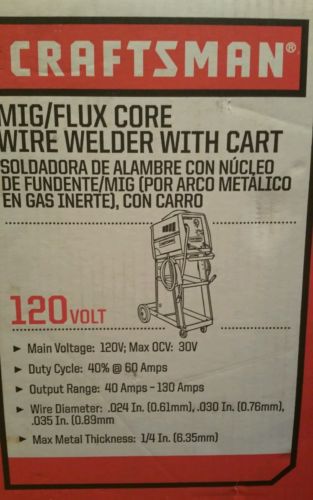 CRAFTSMAN®
MIG/FLUX CORE
WIRE WELDER WITH CART
SOLDADORA DE ALAMBRE CON NÚCLEO
DE FUNDENTE/MIG (POR ARCO METÁLICO
EN GAS INERTE), CON CARRO
120 VOLT
► Main Voltage: 120V; Max OCV: 30V
► Duty Cycle: 40% @ 60 Amps
► Output Range: 40 Amps - 130 Amps
► Wire Diameter: .024 In. (0.61mm), .030 In. (0.76mm),
.035 In. (0.89mm
► Max Metal Thickness: 1/4 In. (6.35mm)